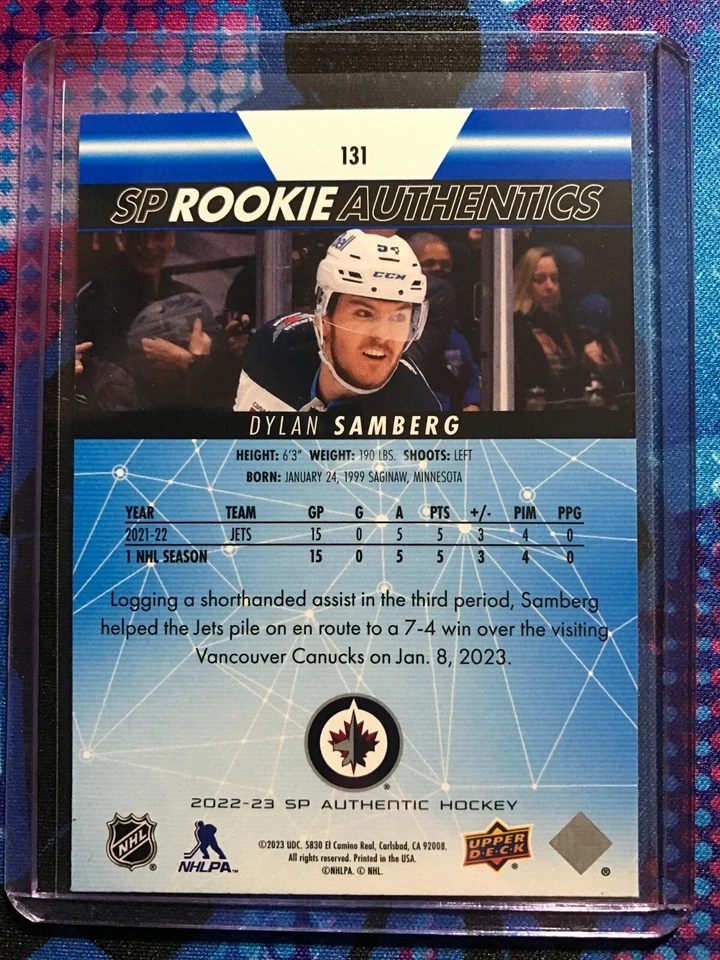 131
SP ROOKIE AUTHENTICS
54
CCM
DYLAN SAMBERG
HEIGHT: 6'3" WEIGHT: 190 LBS. SHOOTS: LEFT
BORN: JANUARY 24, 1999 SAGINAW, MINNESOTA
YEAR TEAM GP G A PTS +/- PIM PPG
2021-22 JETS 15 0 5 5 3 4 0
1 NHL SEASON 15 0 5 5 3 4 0
Logging a shorthanded assist in the third period, Samberg
helped the Jets pile on en route to a 7-4 win over the visiting
Vancouver Canucks on Jan. 8, 2023.
®
2022-23 SP AUTHENTIC HOCKEY
NHL ®
NHLPA™
©2023 UDC. 5830 El Camino Real, Carlsbad, CA 92008.
All rights reserved. Printed in the USA.
©NHLPA. © NHL.
UPPER
DECK ®
®